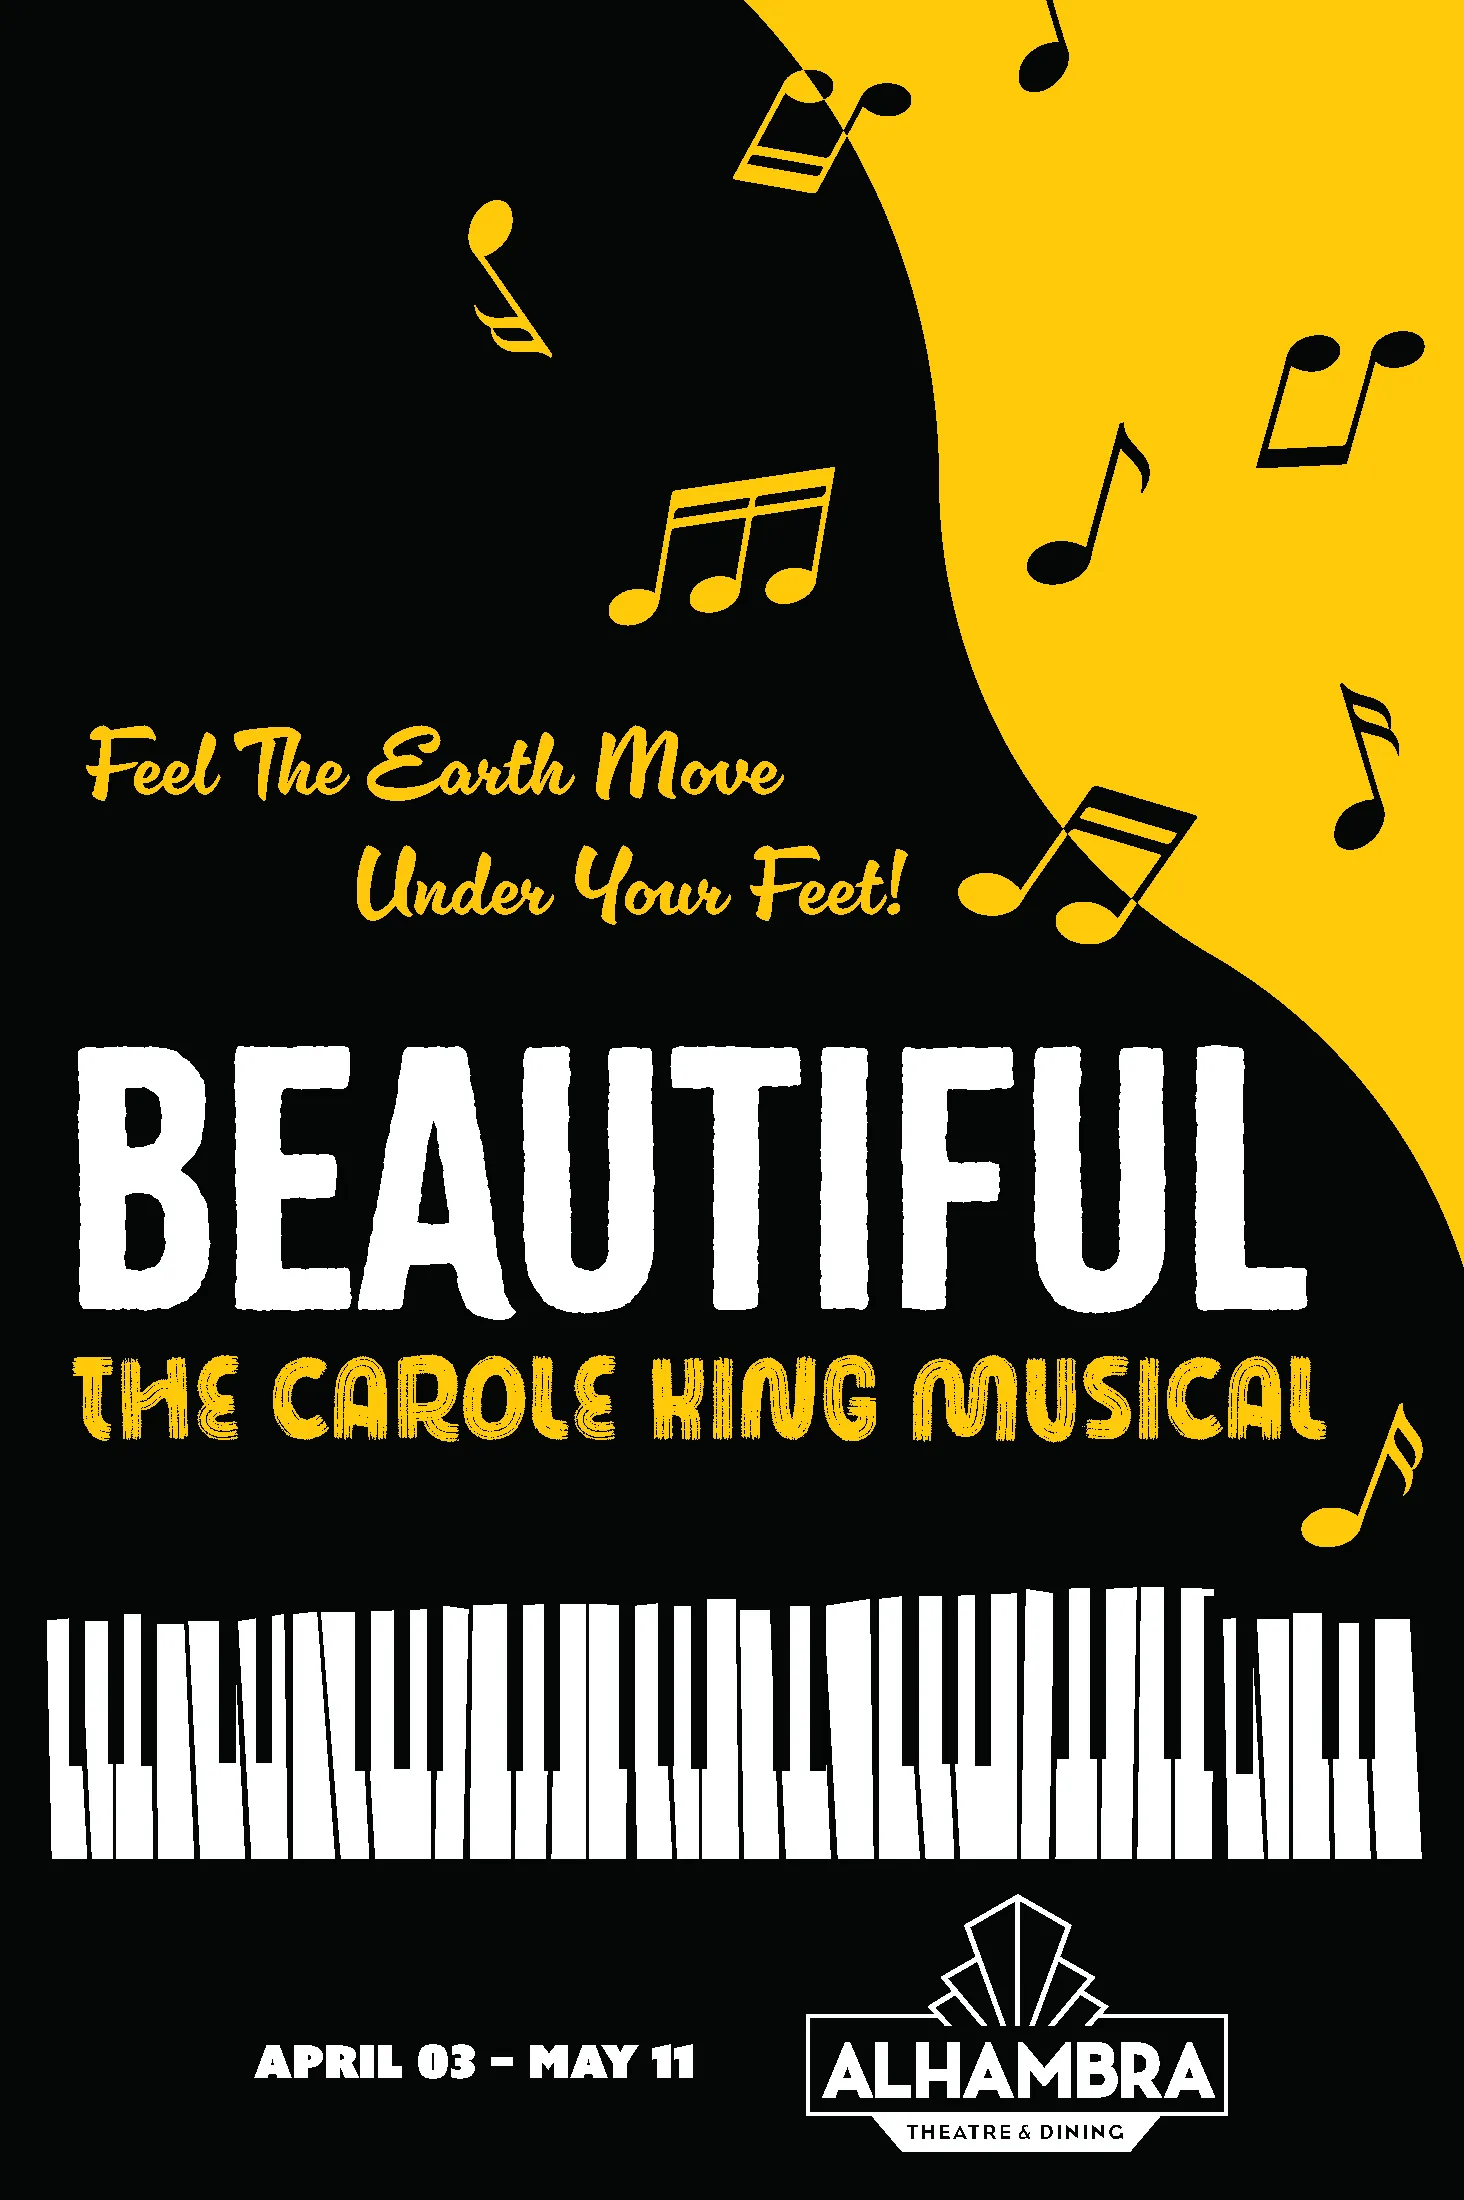 Feel The Earth Move
Under Your Feet!
BEAUTIFUL
THE CAROLE KING MUSICAL
APRIL 03 – MAY 11
ALHAMBRA
THEATRE & DINING